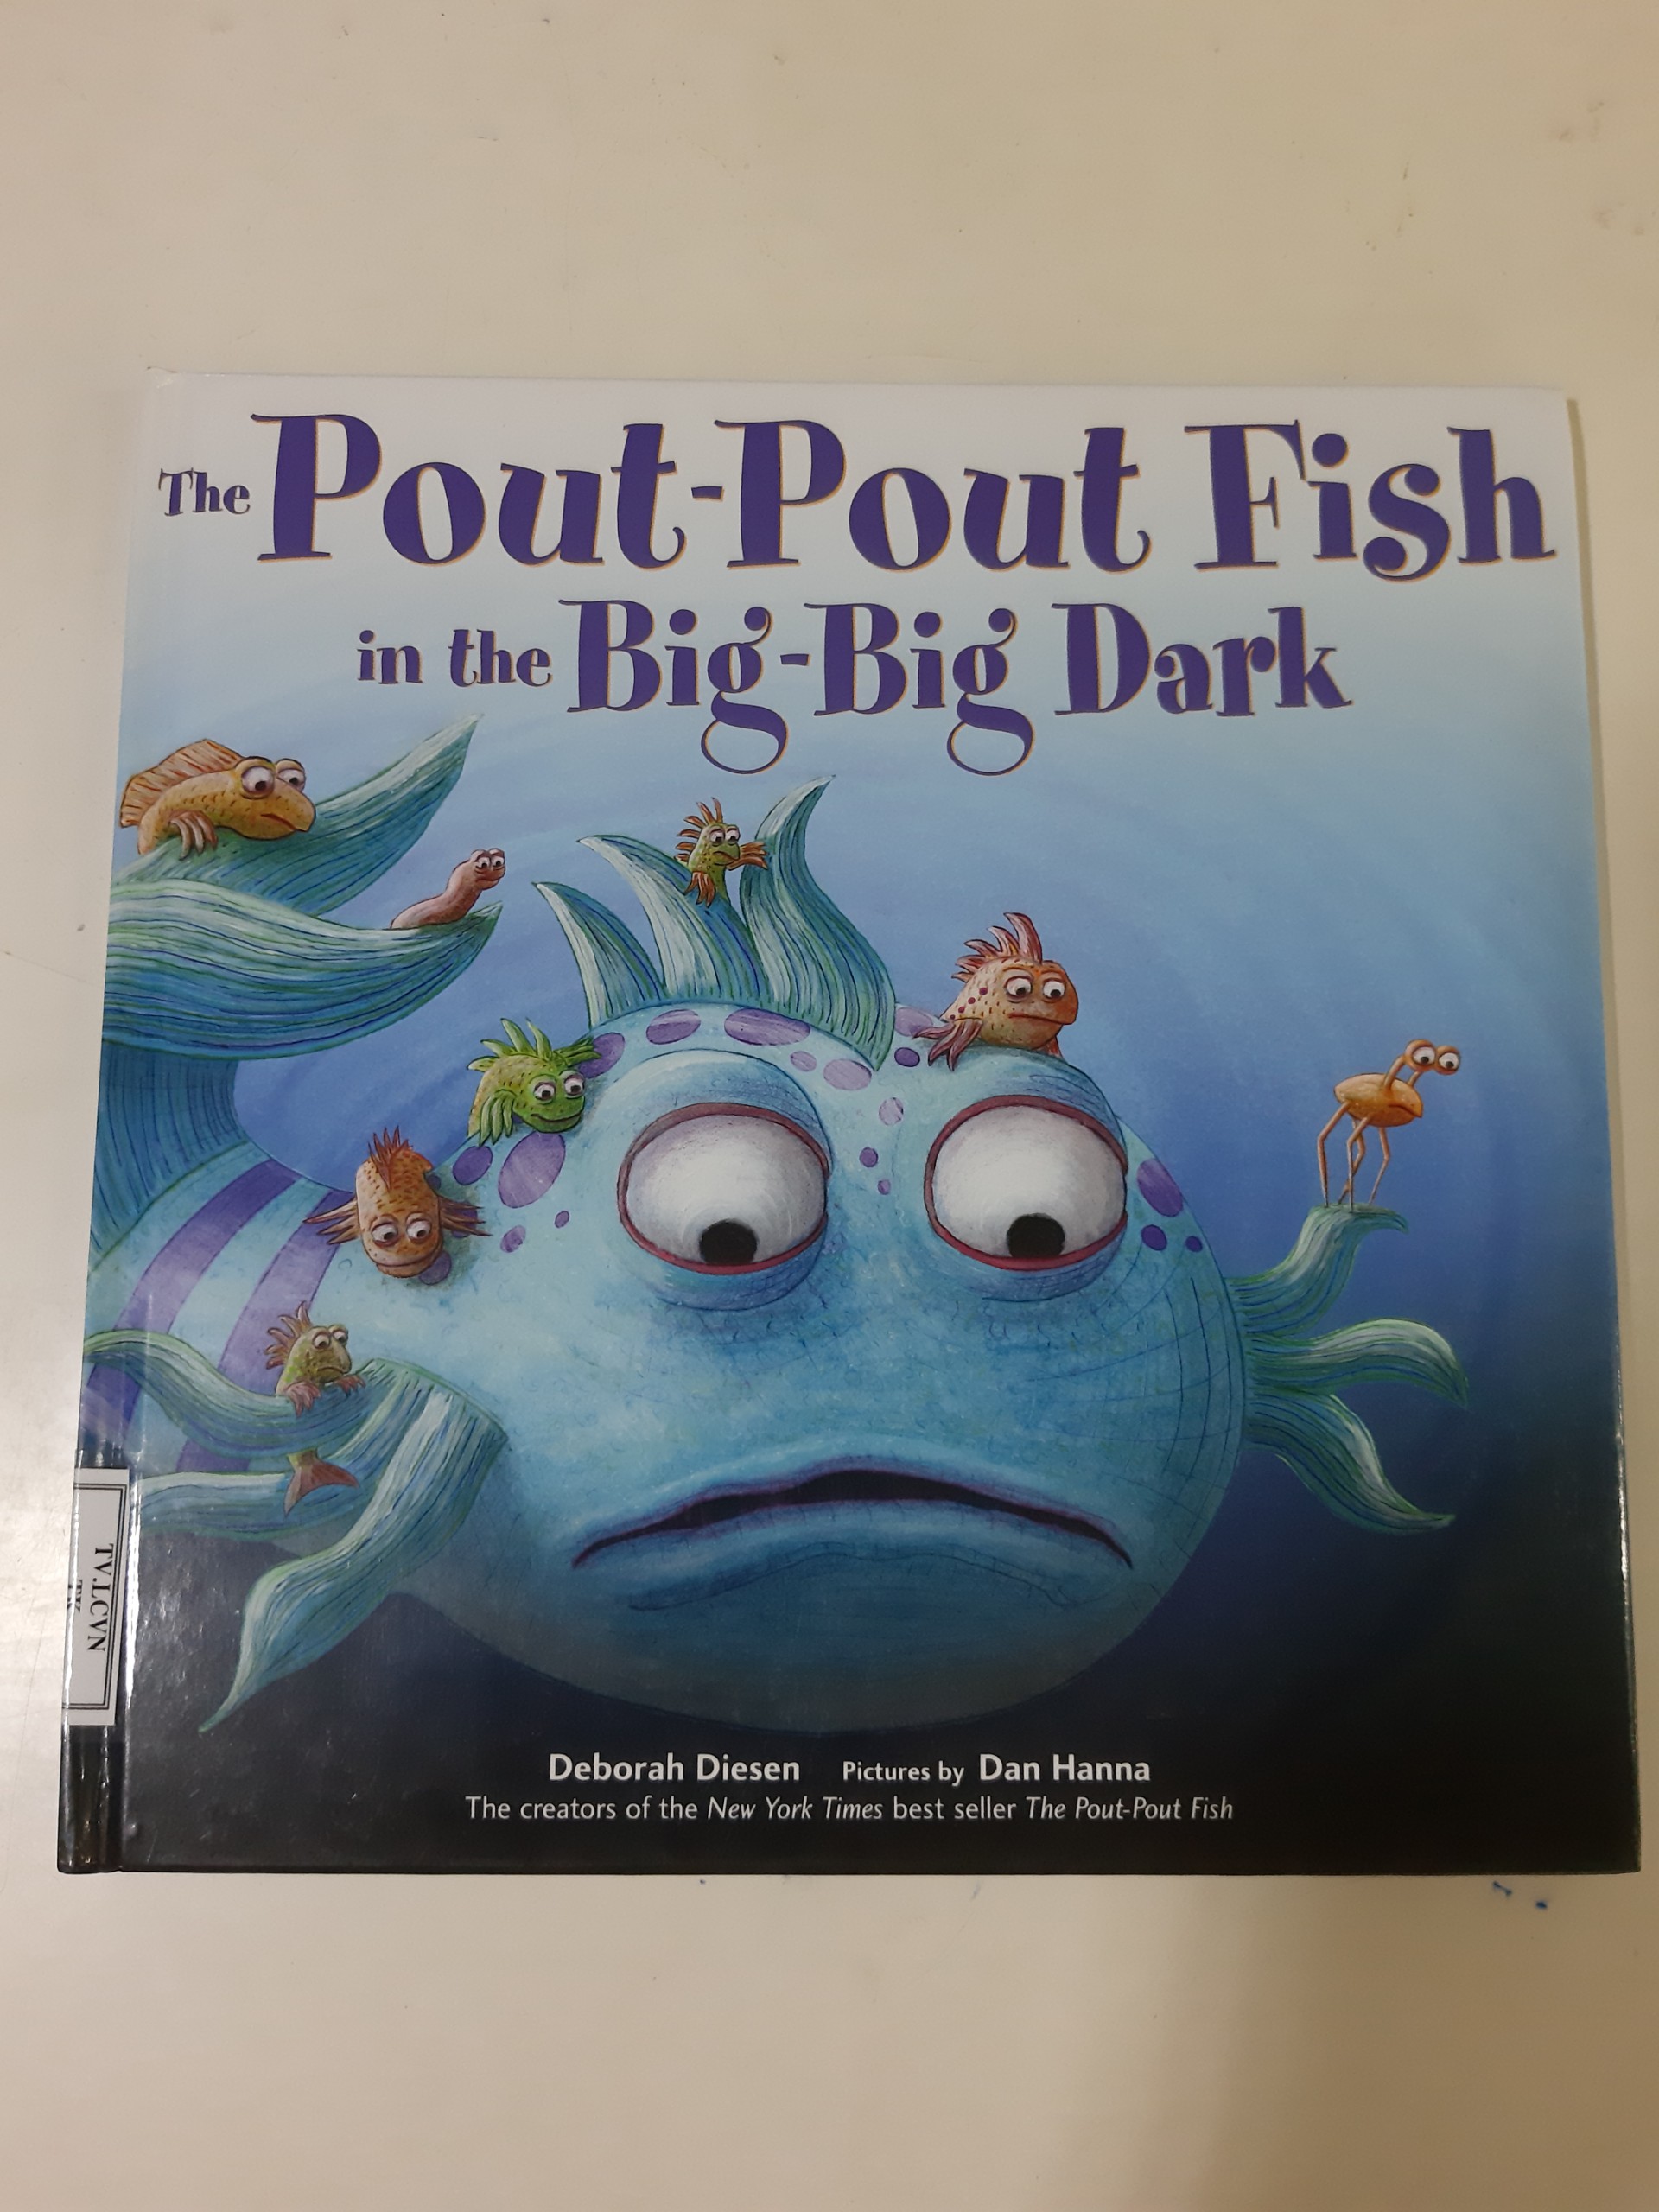 The Pout-Pout Fish
in the Big-Big Dark
TV.LCVN
Deborah Diesen Pictures by Dan Hanna
The creators of the New York Times best seller The Pout-Pout Fish